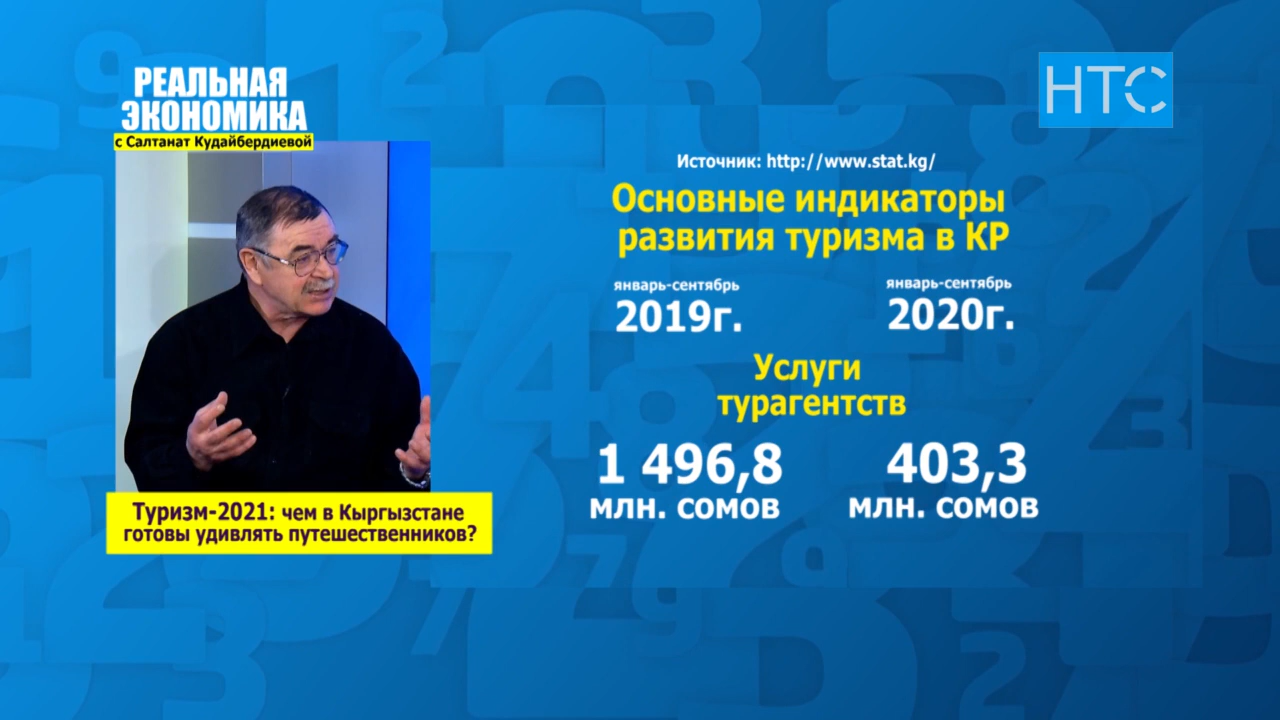 РЕАЛЬНАЯ
ЭКОНОМИКА
с Салтанат Кудайбердиевой
НТС
Источник: http://www.stat.kg/
Основные индикаторы
развития туризма в КР
январь-сентябрь
2019г.
январь-сентябрь
2020г.
Услуги
турагентств
1 496,8
млн. сомов
403,3
млн. сомов
Туризм-2021: чем в Кыргызстане
готовы удивлять путешественников?